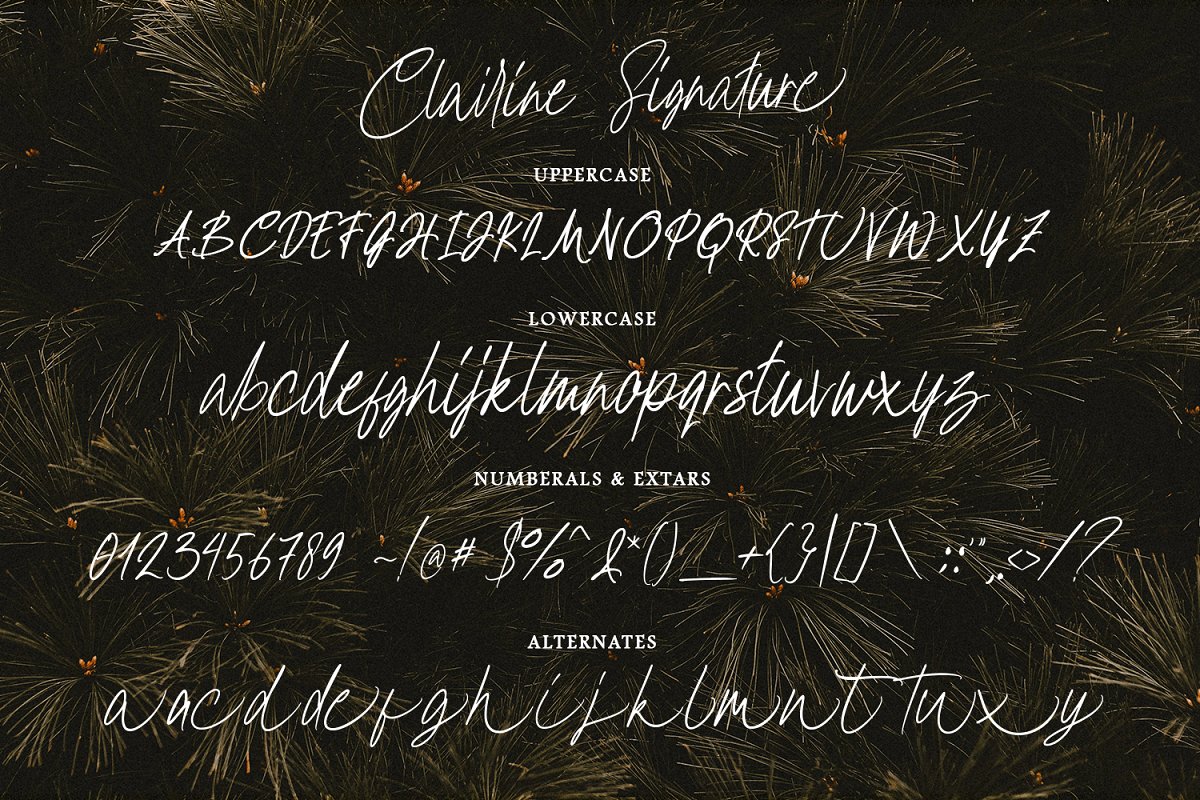 Clairine Signature
UPPERCASE
ABCDEFGHIJKLMNOPQRSTUVWXYZ
LOWERCASE
abcdefghijklmnopqrstuvwxyz
NUMBERALS & EXTARS
0123456789 ~!@# $%^&*()_+{}|[]\ :;'",.<>/?
ALTERNATES
a a c d d e f g h i j k l m n t t u x y